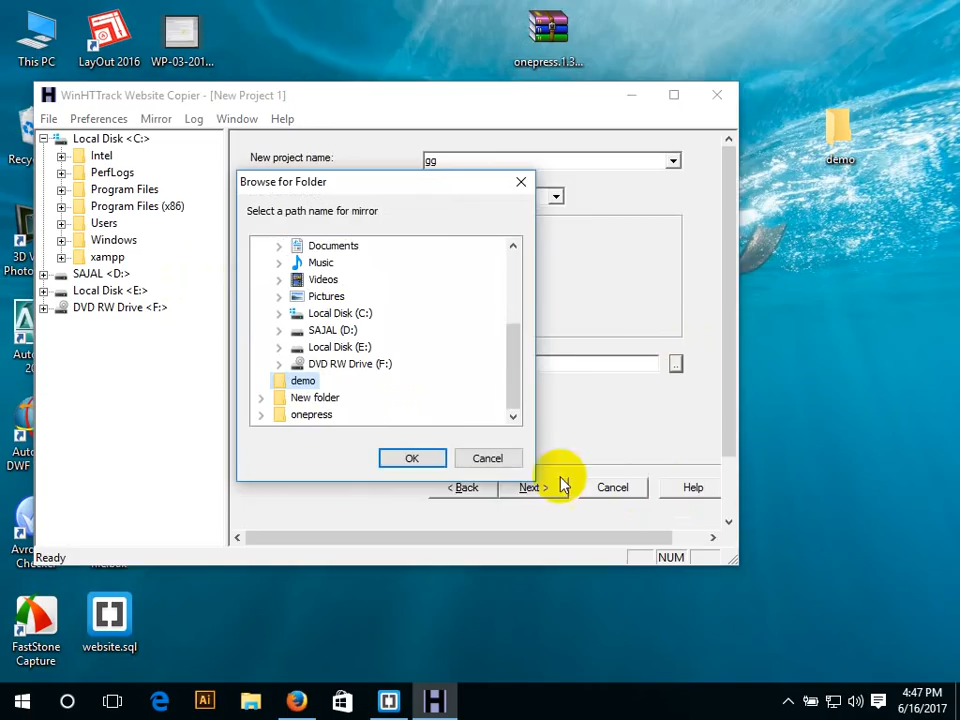 This PC
LayOut 2016
WP-03-201...
onepress.1.3...
demo
WinHTTrack Website Copier - [New Project 1]
File Preferences Mirror Log Window Help
Local Disk <C:>
Intel
PerfLogs
Program Files
Program Files (x86)
Users
Windows
xampp
SAJAL <D:>
Local Disk <E:>
DVD RW Drive <F:>
New project name:
gg
Browse for Folder
Select a path name for mirror
Documents
Music
Videos
Pictures
Local Disk (C:)
SAJAL (D:)
Local Disk (E:)
DVD RW Drive (F:)
demo
New folder
onepress
OK
Cancel
..
< Back
Next >
Cancel
Help
Ready
NUM
FastStone
Capture
website.sql
4:47 PM
6/16/2017